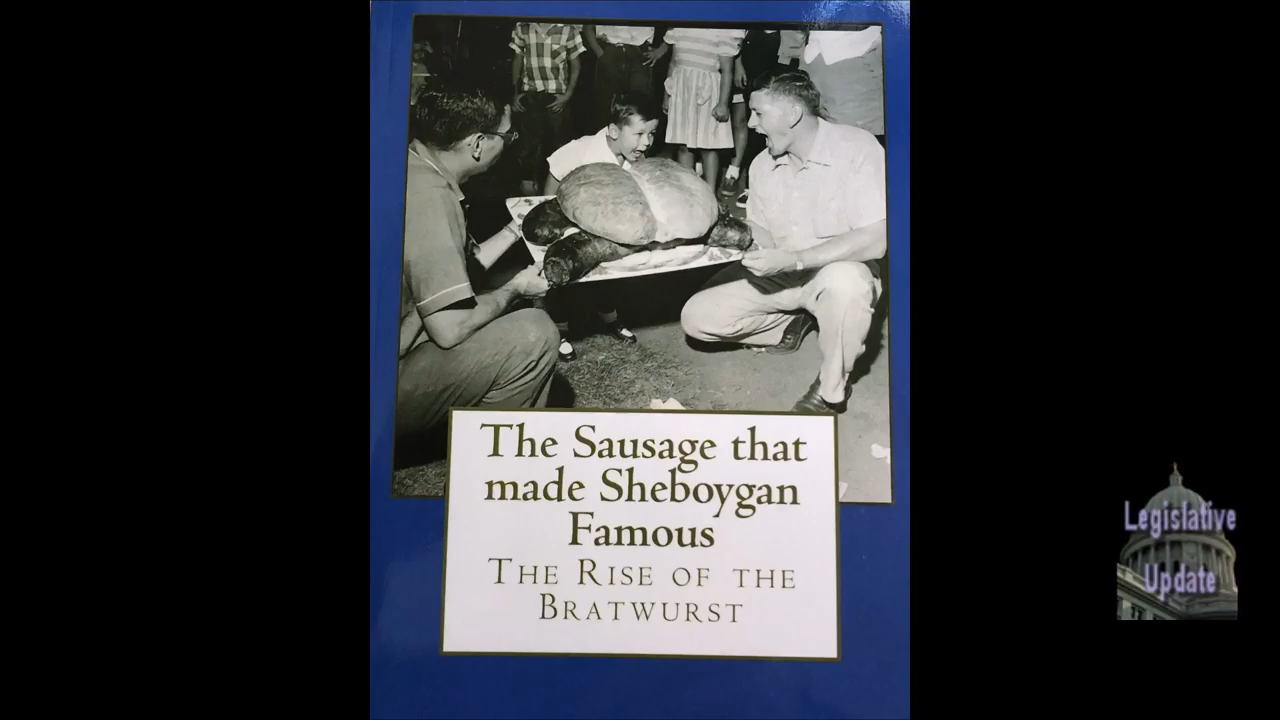 The Sausage that
made Sheboygan
Famous
The Rise of the
Bratwurst
Legislative
Update